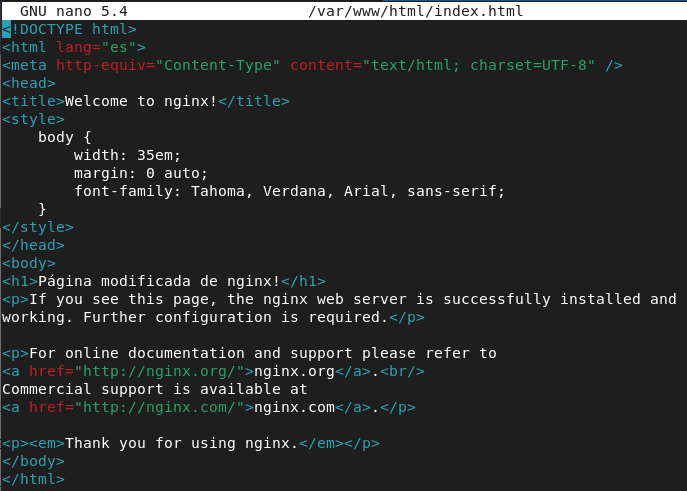 GNU nano 5.4 /var/www/html/index.html
<!DOCTYPE html>
<html lang="es">
<meta http-equiv="Content-Type" content="text/html; charset=UTF-8" />
<head>
<title>Welcome to nginx!</title>
<style>
    body {
        width: 35em;
        margin: 0 auto;
        font-family: Tahoma, Verdana, Arial, sans-serif;
    }
</style>
</head>
<body>
<h1>Página modificada de nginx!</h1>
<p>If you see this page, the nginx web server is successfully installed and
working. Further configuration is required.</p>

<p>For online documentation and support please refer to
<a href="http://nginx.org/">nginx.org</a>.<br/>
Commercial support is available at
<a href="http://nginx.com/">nginx.com</a>.</p>

<p><em>Thank you for using nginx.</em></p>
</body>
</html>